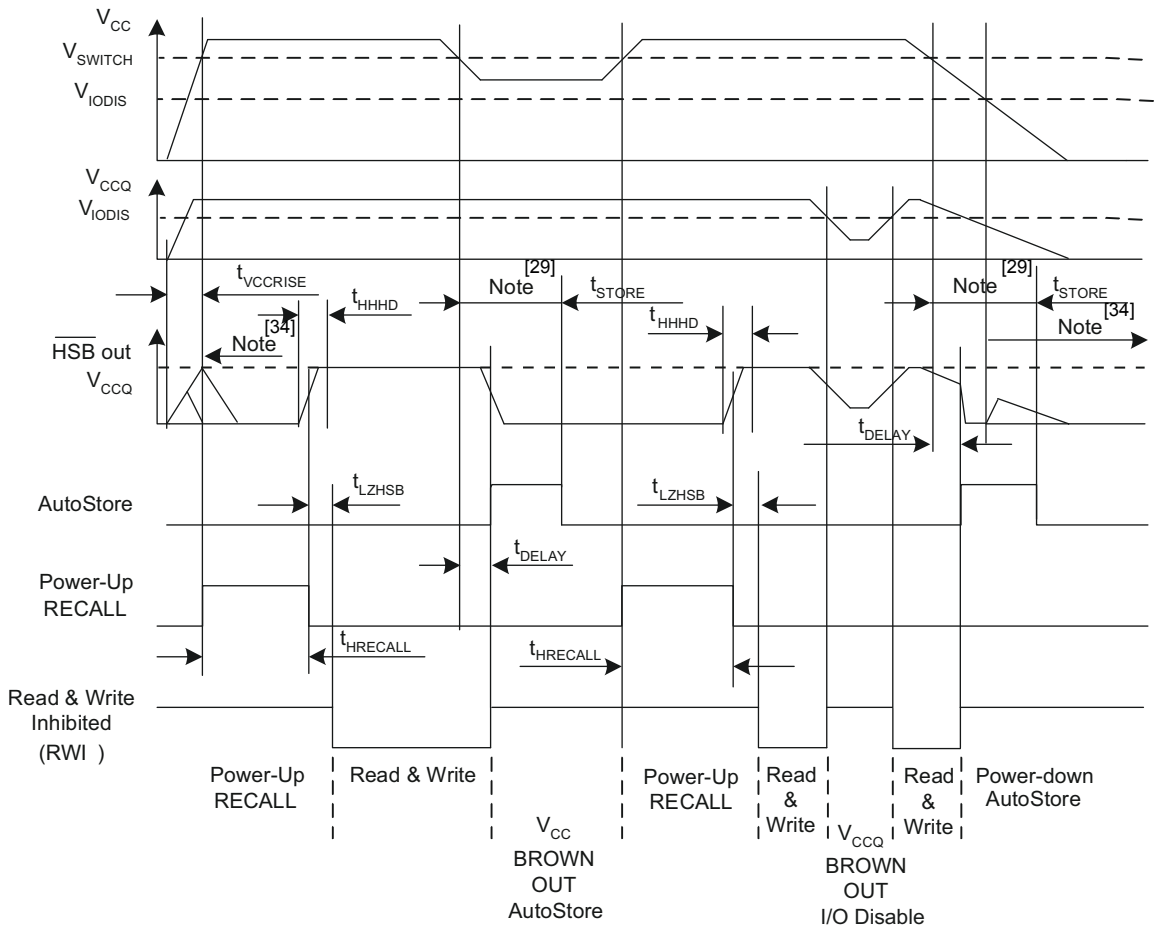 VCC
VSWITCH
VIODIS
VCCQ
VIODIS
tVCCRISE
Note[34]
tHHHD
Note[29]
tSTORE
tHHHD
Note[29]
tSTORE
Note[34]
HSB out
VCCQ
tDELAY
tLZHSB
tLZHSB
AutoStore
tDELAY
Power-Up
RECALL
tHRECALL
tHRECALL
Read & Write
Inhibited
(RWI )
Power-Up
RECALL
Read & Write
VCC
BROWN
OUT
AutoStore
Power-Up
RECALL
Read
&
Write
VCCQ
BROWN
OUT
I/O Disable
Read
&
Write
Power-down
AutoStore